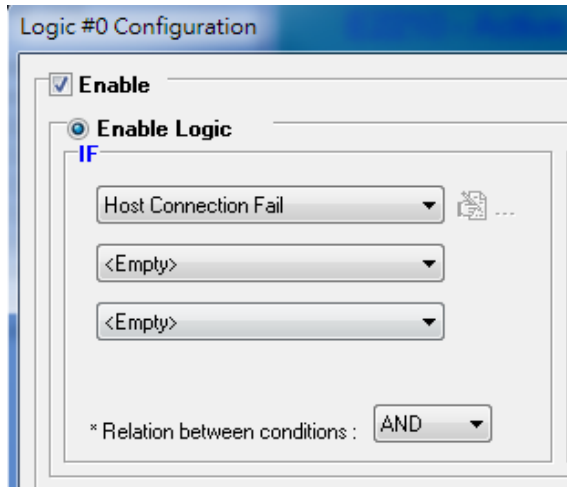 Logic #0 Configuration
Enable
Enable Logic
IF
Host Connection Fail
...
<Empty>
<Empty>
* Relation between conditions : AND